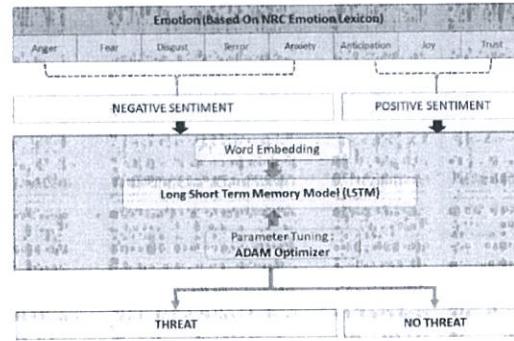 Emotion (Based On NRC Emotion Lexicon)
Anger Fear Disgust Terror Anxiety Anticipation Joy Trust
NEGATIVE SENTIMENT POSITIVE SENTIMENT
Word Embedding
Long Short Term Memory Model (LSTM)
Parameter Tuning :
ADAM Optimizer
THREAT NO THREAT